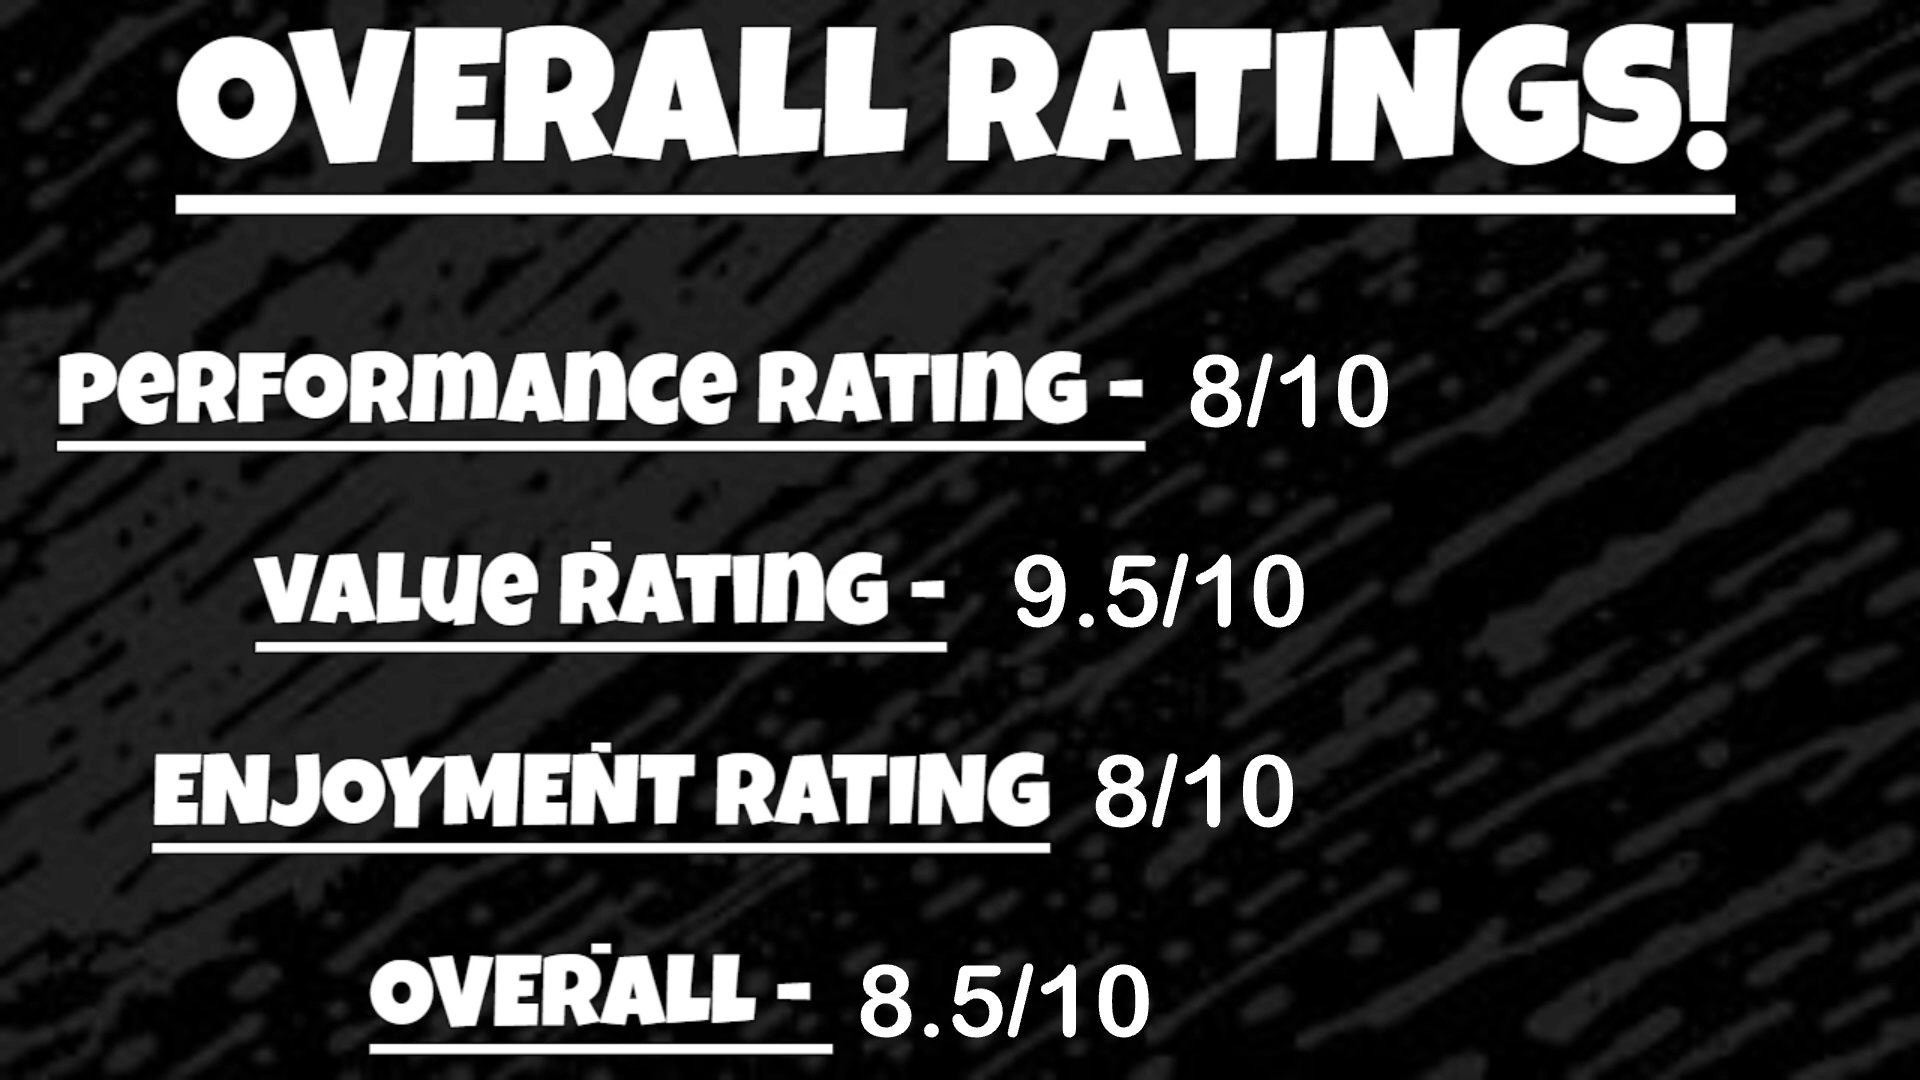 OVERALL RATINGS!
PERFORMANCE RATING - 8/10
VALUE RATING - 9.5/10
ENJOYMENT RATING 8/10
OVERALL - 8.5/10